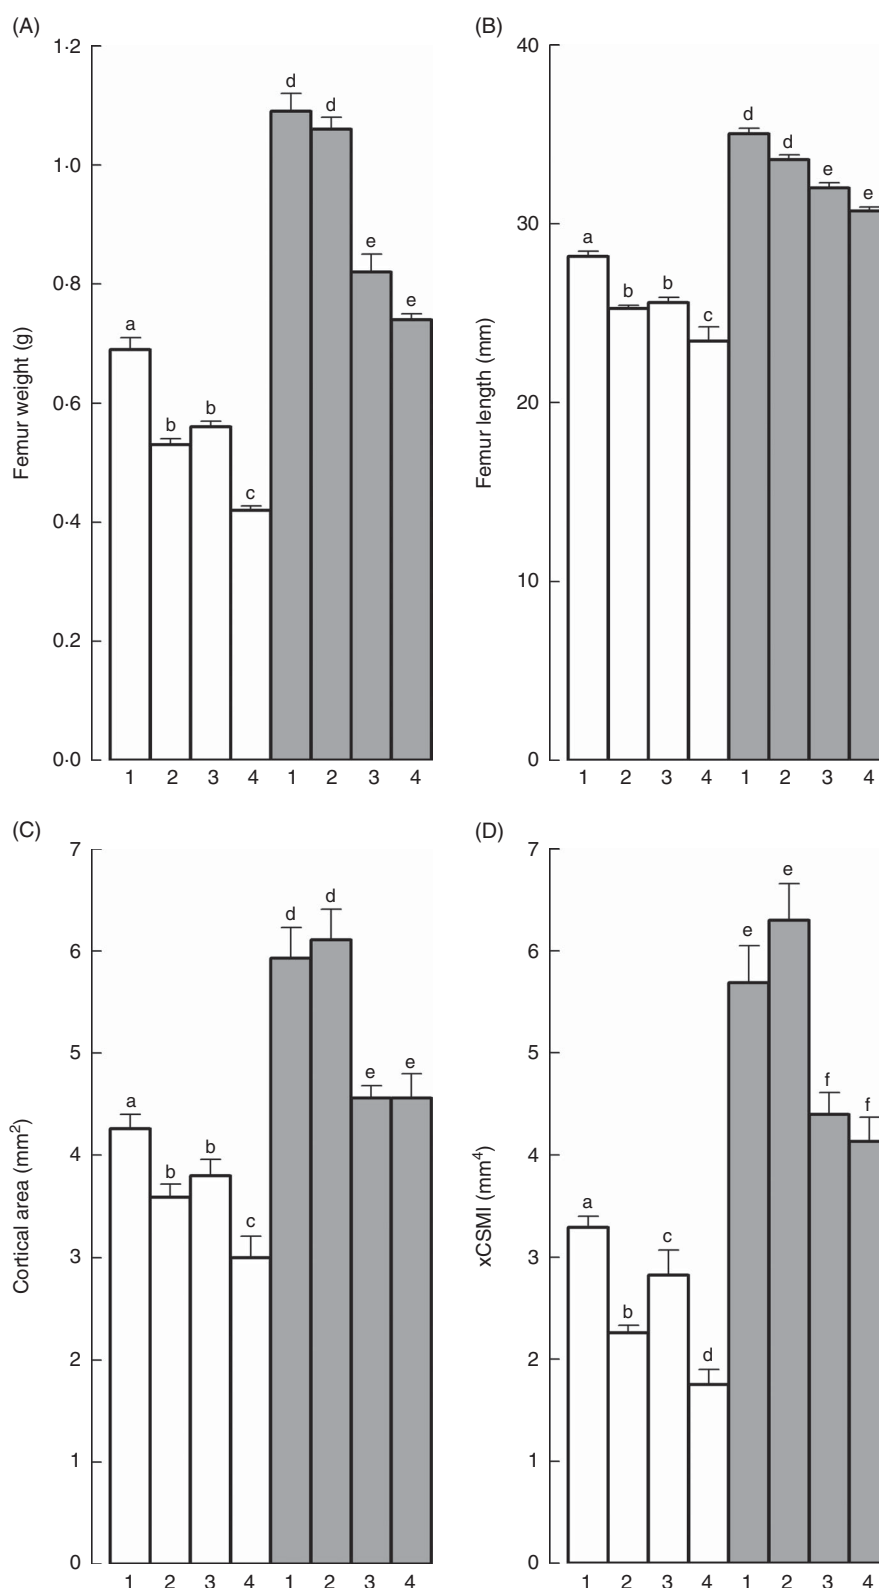 (A)
1·2
1·0
0·8
0·6
0·4
0·2
0·0
Femur weight (g)
a
b
b
c
d
d
e
e
1 2 3 4 1 2 3 4
(B)
40
30
20
10
0
Femur length (mm)
a
b
b
c
d
d
e
e
1 2 3 4 1 2 3 4
(C)
7
6
5
4
3
2
1
0
Cortical area (mm²)
a
b
b
c
d
d
e
e
1 2 3 4 1 2 3 4
(D)
7
6
5
4
3
2
1
0
xCSMI (mm⁴)
a
b
c
d
e
e
f
f
1 2 3 4 1 2 3 4